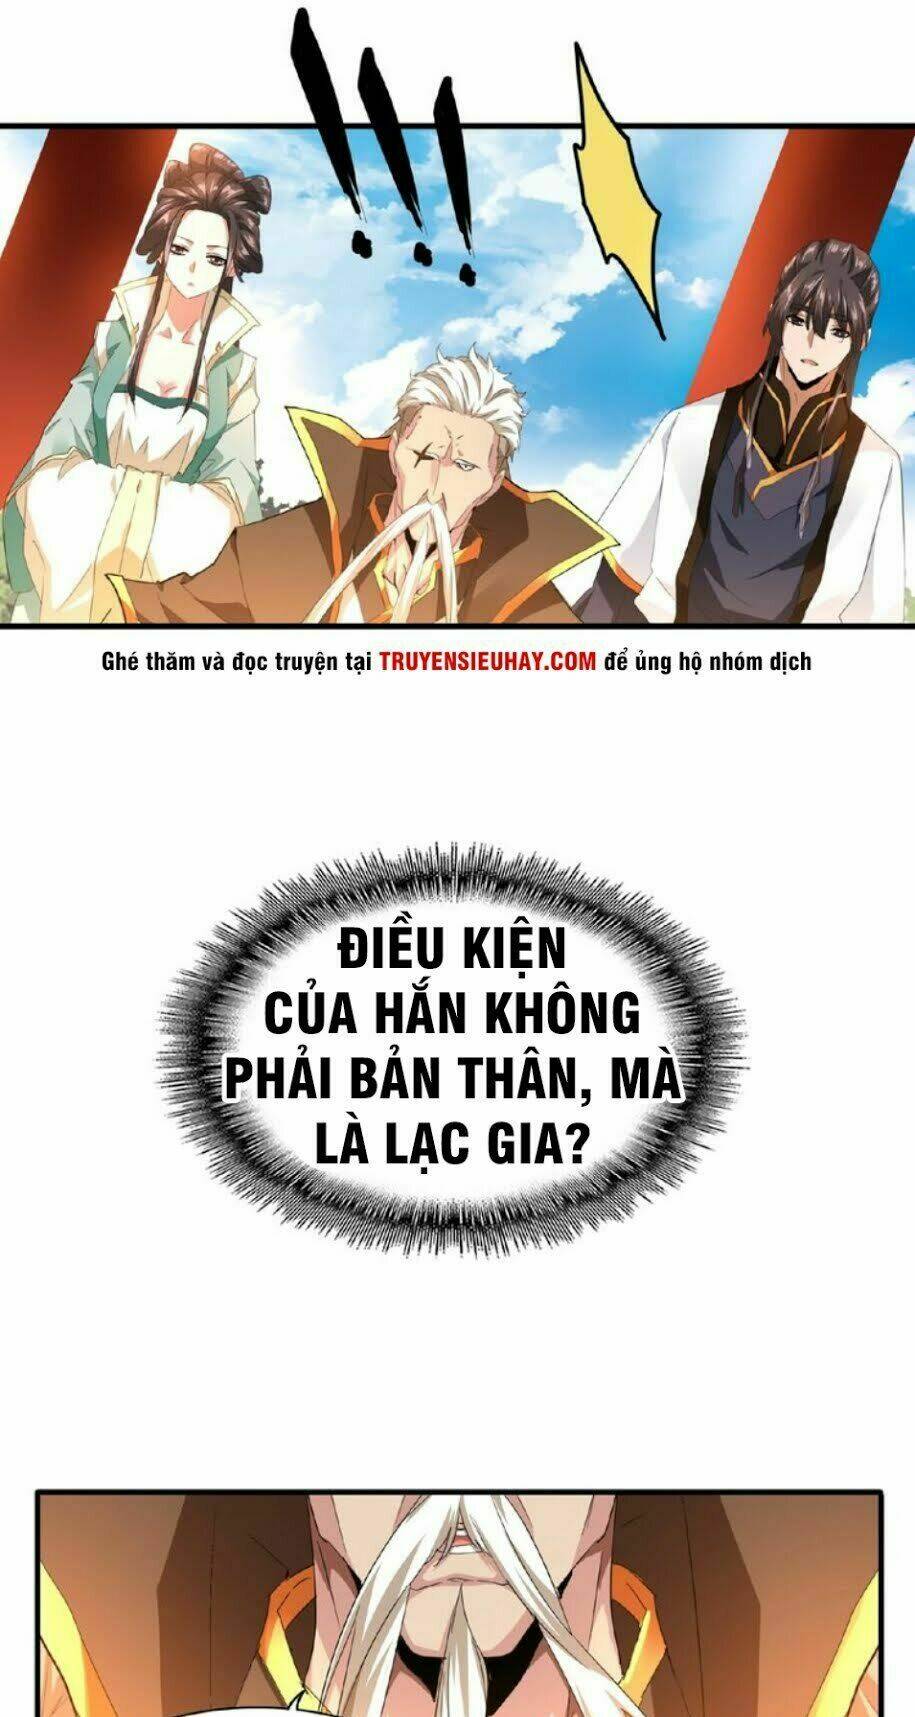 !!!
Ghé thăm và đọc truyện tại TRUYENSIEUHAY.COM để ủng hộ nhóm dịch
ĐIỀU KIỆN
CỦA HẮN KHÔNG
PHẢI BẢN THÂN, MÀ
LÀ LẠC GIA?